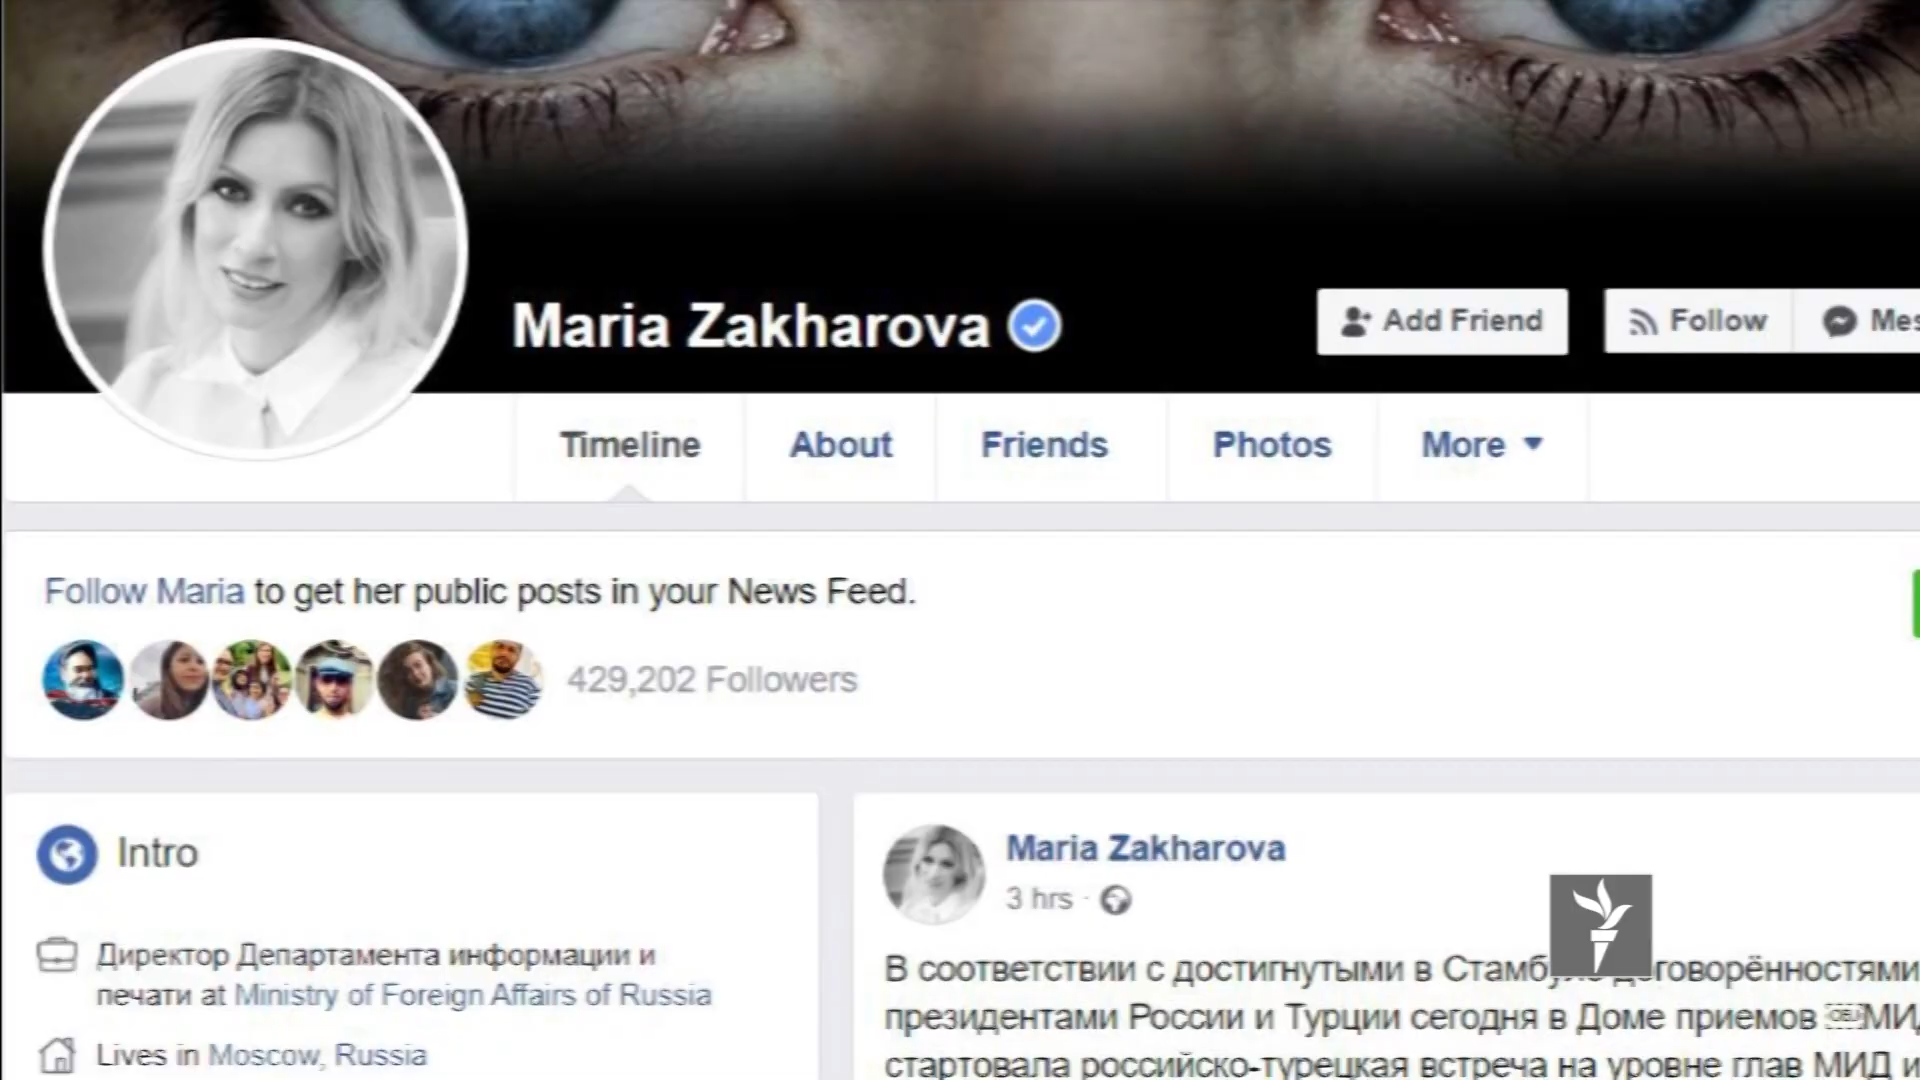 Maria Zakharova
Add Friend
Follow
Timeline
About
Friends
Photos
More
Follow Maria to get her public posts in your News Feed.
429,202 Followers
Intro
Директор Департамента информации и
печати at Ministry of Foreign Affairs of Russia
Lives in Moscow, Russia
Maria Zakharova
3 hrs ·
В соответствии с достигнутыми в
президентами России и Турции сегодня в Доме приемов
стартовала российско-турецкая встреча на уровне глав МИД и